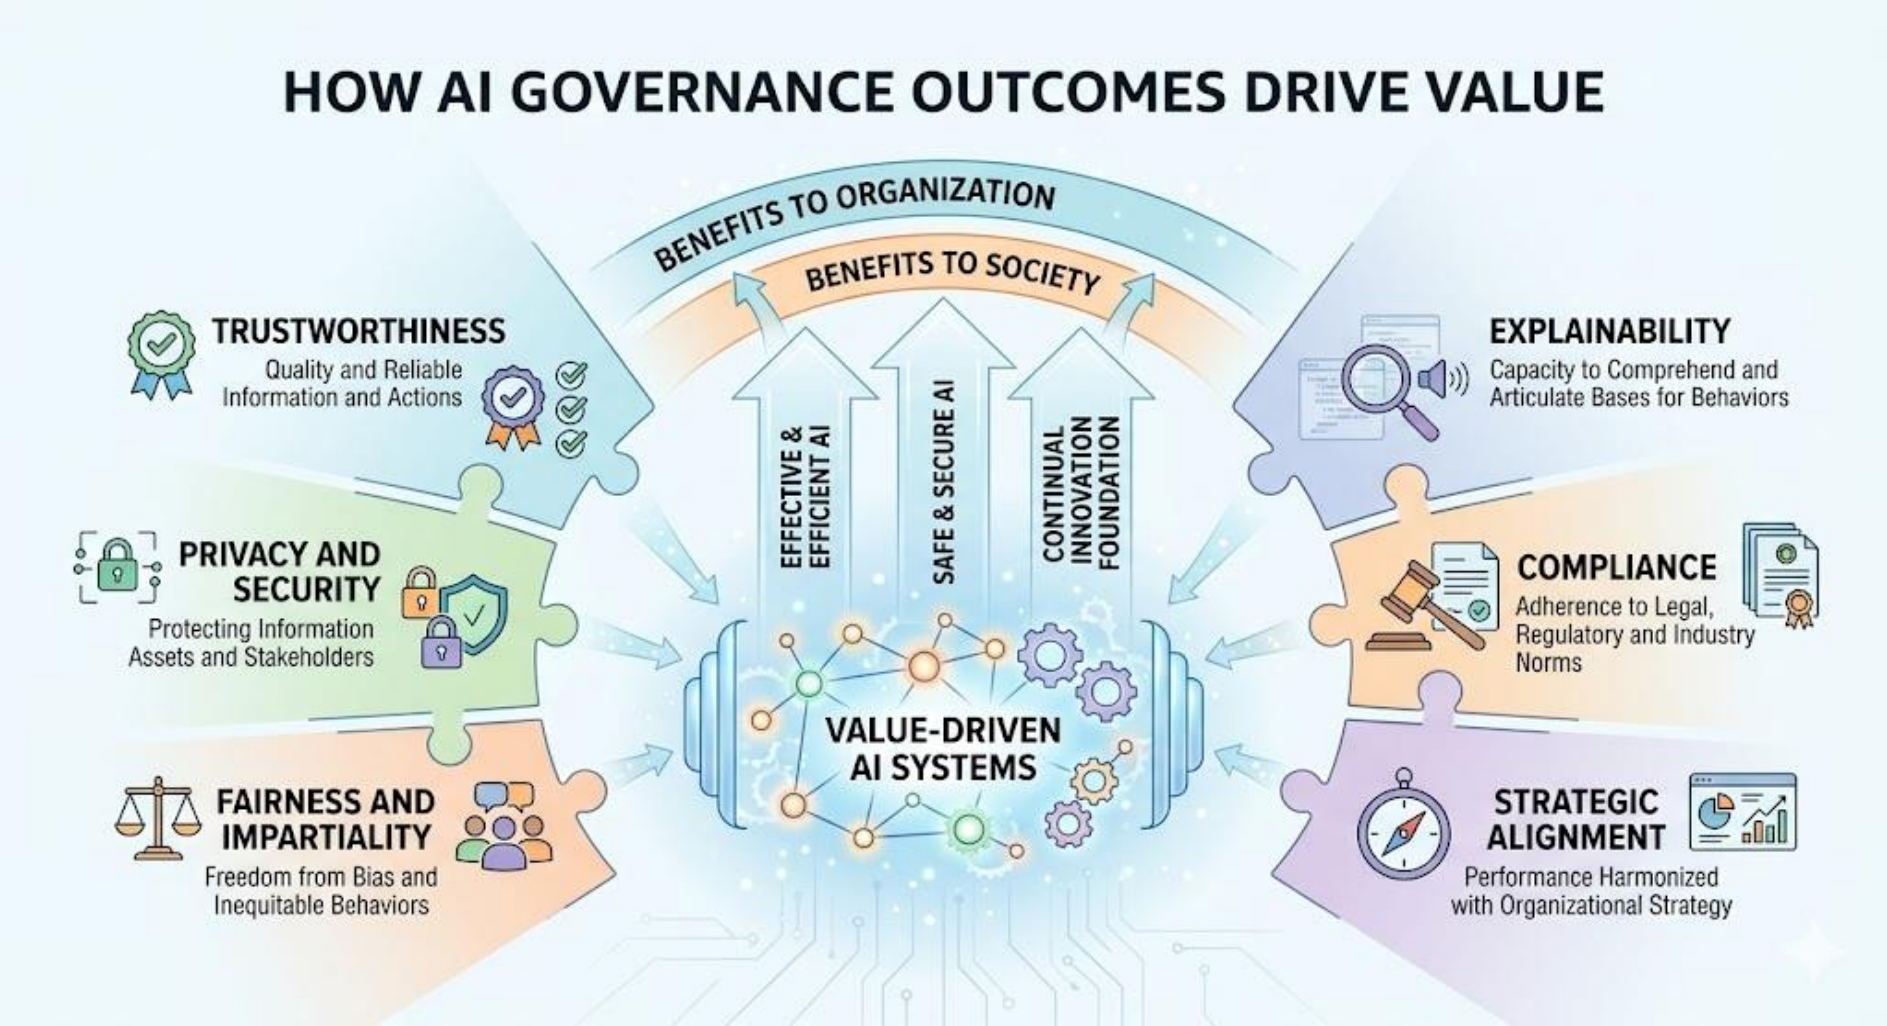 HOW AI GOVERNANCE OUTCOMES DRIVE VALUE
BENEFITS TO ORGANIZATION
BENEFITS TO SOCIETY
TRUSTWORTHINESS
Quality and Reliable
Information and Actions
PRIVACY AND
SECURITY
Protecting Information
Assets and Stakeholders
FAIRNESS AND
IMPARTIALITY
Freedom from Bias and
Inequitable Behaviors
EFFECTIVE &
EFFICIENT AI
SAFE & SECURE AI
CONTINUAL
INNOVATION
FOUNDATION
VALUE-DRIVEN
AI SYSTEMS
EXPLAINABILITY
Capacity to Comprehend and
Articulate Bases for Behaviors
COMPLIANCE
Adherence to Legal,
Regulatory and Industry
Norms
STRATEGIC
ALIGNMENT
Performance Harmonized
with Organizational Strategy